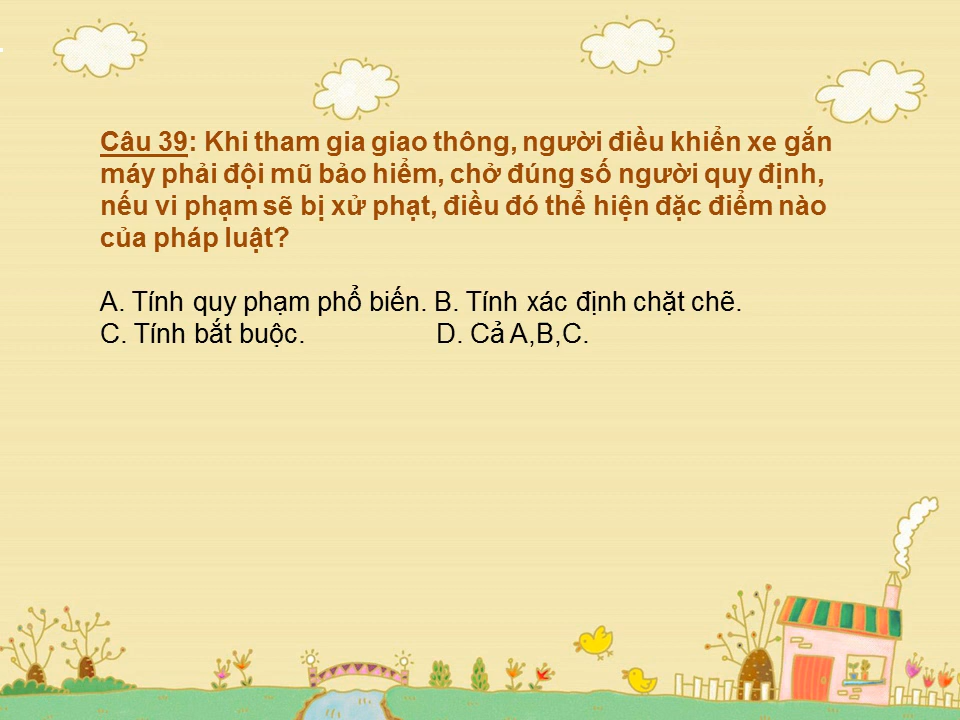 Câu 39: Khi tham gia giao thông, người điều khiển xe gắn
máy phải đội mũ bảo hiểm, chở đúng số người quy định,
nếu vi phạm sẽ bị xử phạt, điều đó thể hiện đặc điểm nào
của pháp luật?
A. Tính quy phạm phổ biến. B. Tính xác định chặt chẽ.
C. Tính bắt buộc. D. Cả A,B,C.